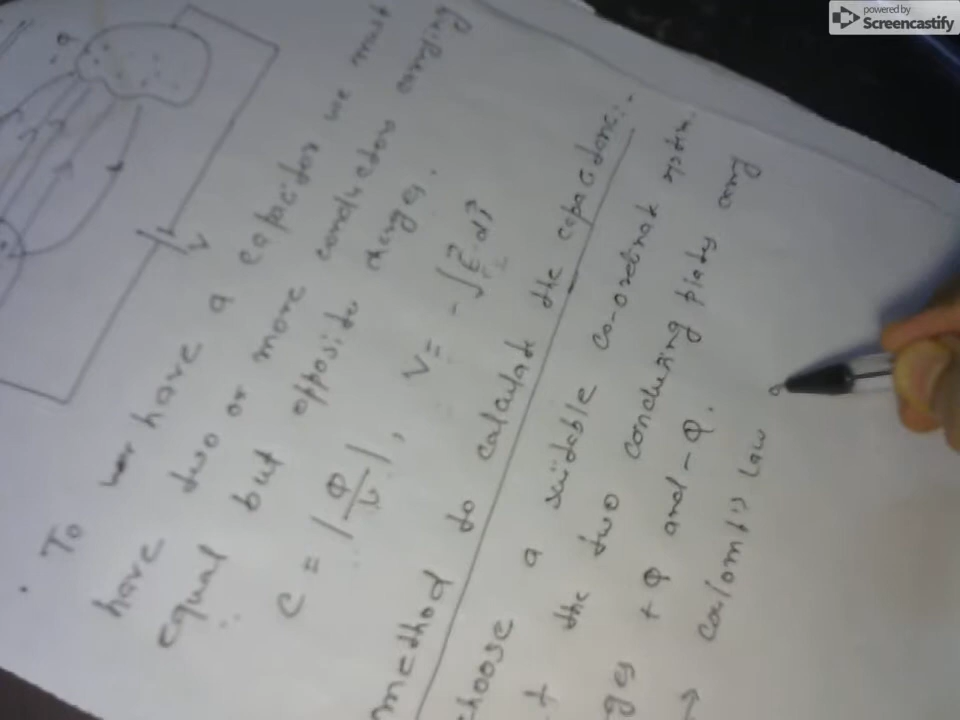 powered by
Screencastify
-q
V
. To have a capacitor we must
have two or more conductors carrying
equal but opposite charges.
C = |Q/V|, V = - ∫E⃗·dl⃗
method to calculate the capacitance:-
choose a suitable co-ordinate system.
the two conducting plates carry
+Q and -Q.
→ coulomb's law o